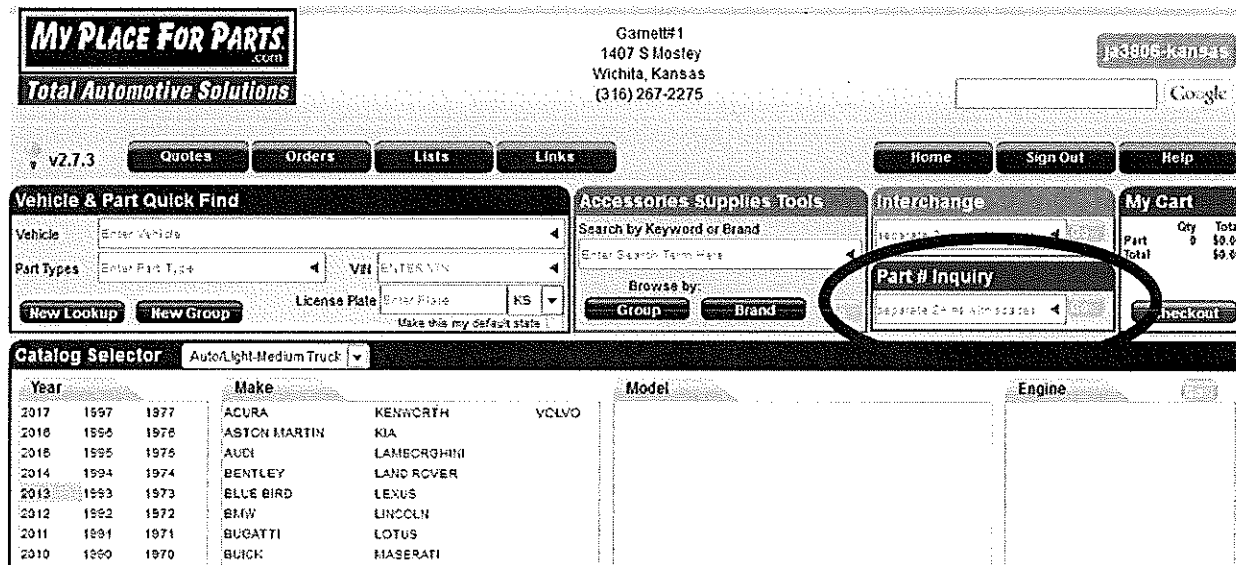 MY PLACE FOR PARTS
.com
Total Automotive Solutions
Garnett#1
1407 S Mosley
Wichita, Kansas
(316) 267-2275
ja3806-kansas
Google
v2.7.3
Quotes
Orders
Lists
Links
Home
Sign Out
Help
Vehicle & Part Quick Find
Vehicle
Enter Vehicle
Part Types
Enter Part Type
VIN
ENTER VIN
License Plate
Enter Plate
KS
Make this my default state
New Lookup
New Group
Accessories Supplies Tools
Search by Keyword or Brand
Enter Search Term Here
Browse by:
Group
Brand
Interchange
separate
Part # Inquiry
separate 2+ #s with spaces
My Cart
Qty
Part 0 $0.0
Total $0.0
Checkout
Catalog Selector
Auto/Light-Medium Truck
Year
Make
Model
Engine
2017 1997 1977 ACURA KENWORTH VOLVO
2016 1996 1976 ASTON MARTIN KIA
2015 1995 1975 AUDI LAMBORGHINI
2014 1994 1974 BENTLEY LAND ROVER
2013 1993 1973 BLUE BIRD LEXUS
2012 1992 1972 BMW LINCOLN
2011 1991 1971 BUGATTI LOTUS
2010 1990 1970 BUICK MASERATI